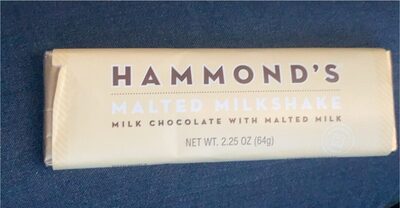 HAMMOND'S
MALTED MILKSHAKE
MILK CHOCOLATE WITH MALTED MILK
NET WT. 2.25 OZ (64g)